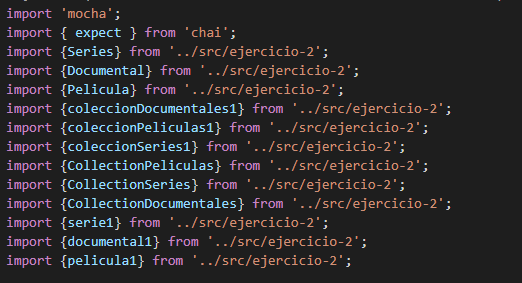 import 'mocha';
import { expect } from 'chai';
import {Series} from '../src/ejercicio-2';
import {Documental} from '../src/ejercicio-2';
import {Pelicula} from '../src/ejercicio-2';
import {coleccionDocumentales1} from '../src/ejercicio-2';
import {coleccionPeliculas1} from '../src/ejercicio-2';
import {coleccionSeries1} from '../src/ejercicio-2';
import {CollectionPeliculas} from '../src/ejercicio-2';
import {CollectionSeries} from '../src/ejercicio-2';
import {CollectionDocumentales} from '../src/ejercicio-2';
import {serie1} from '../src/ejercicio-2';
import {documental1} from '../src/ejercicio-2';
import {pelicula1} from '../src/ejercicio-2';